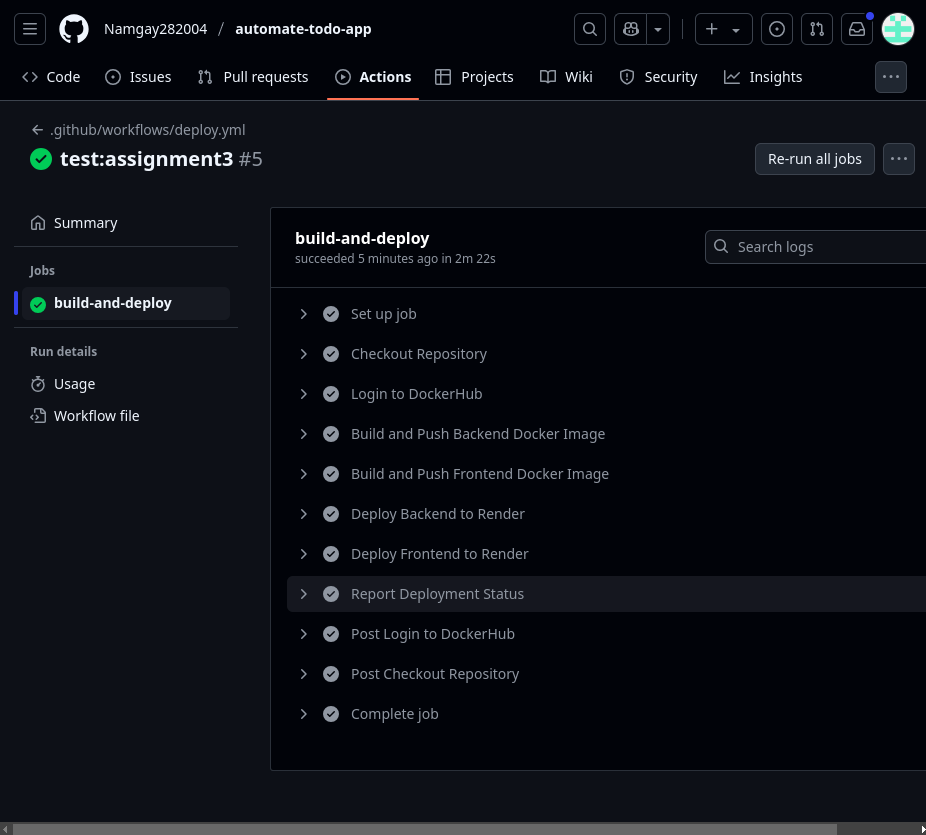 Namgay282004 / automate-todo-app
Code Issues Pull requests Actions Projects Wiki Security Insights
.github/workflows/deploy.yml
test:assignment3 #5
Re-run all jobs
Summary
Jobs
build-and-deploy
Run details
Usage
Workflow file
build-and-deploy
succeeded 5 minutes ago in 2m 22s
Search logs
Set up job
Checkout Repository
Login to DockerHub
Build and Push Backend Docker Image
Build and Push Frontend Docker Image
Deploy Backend to Render
Deploy Frontend to Render
Report Deployment Status
Post Login to DockerHub
Post Checkout Repository
Complete job